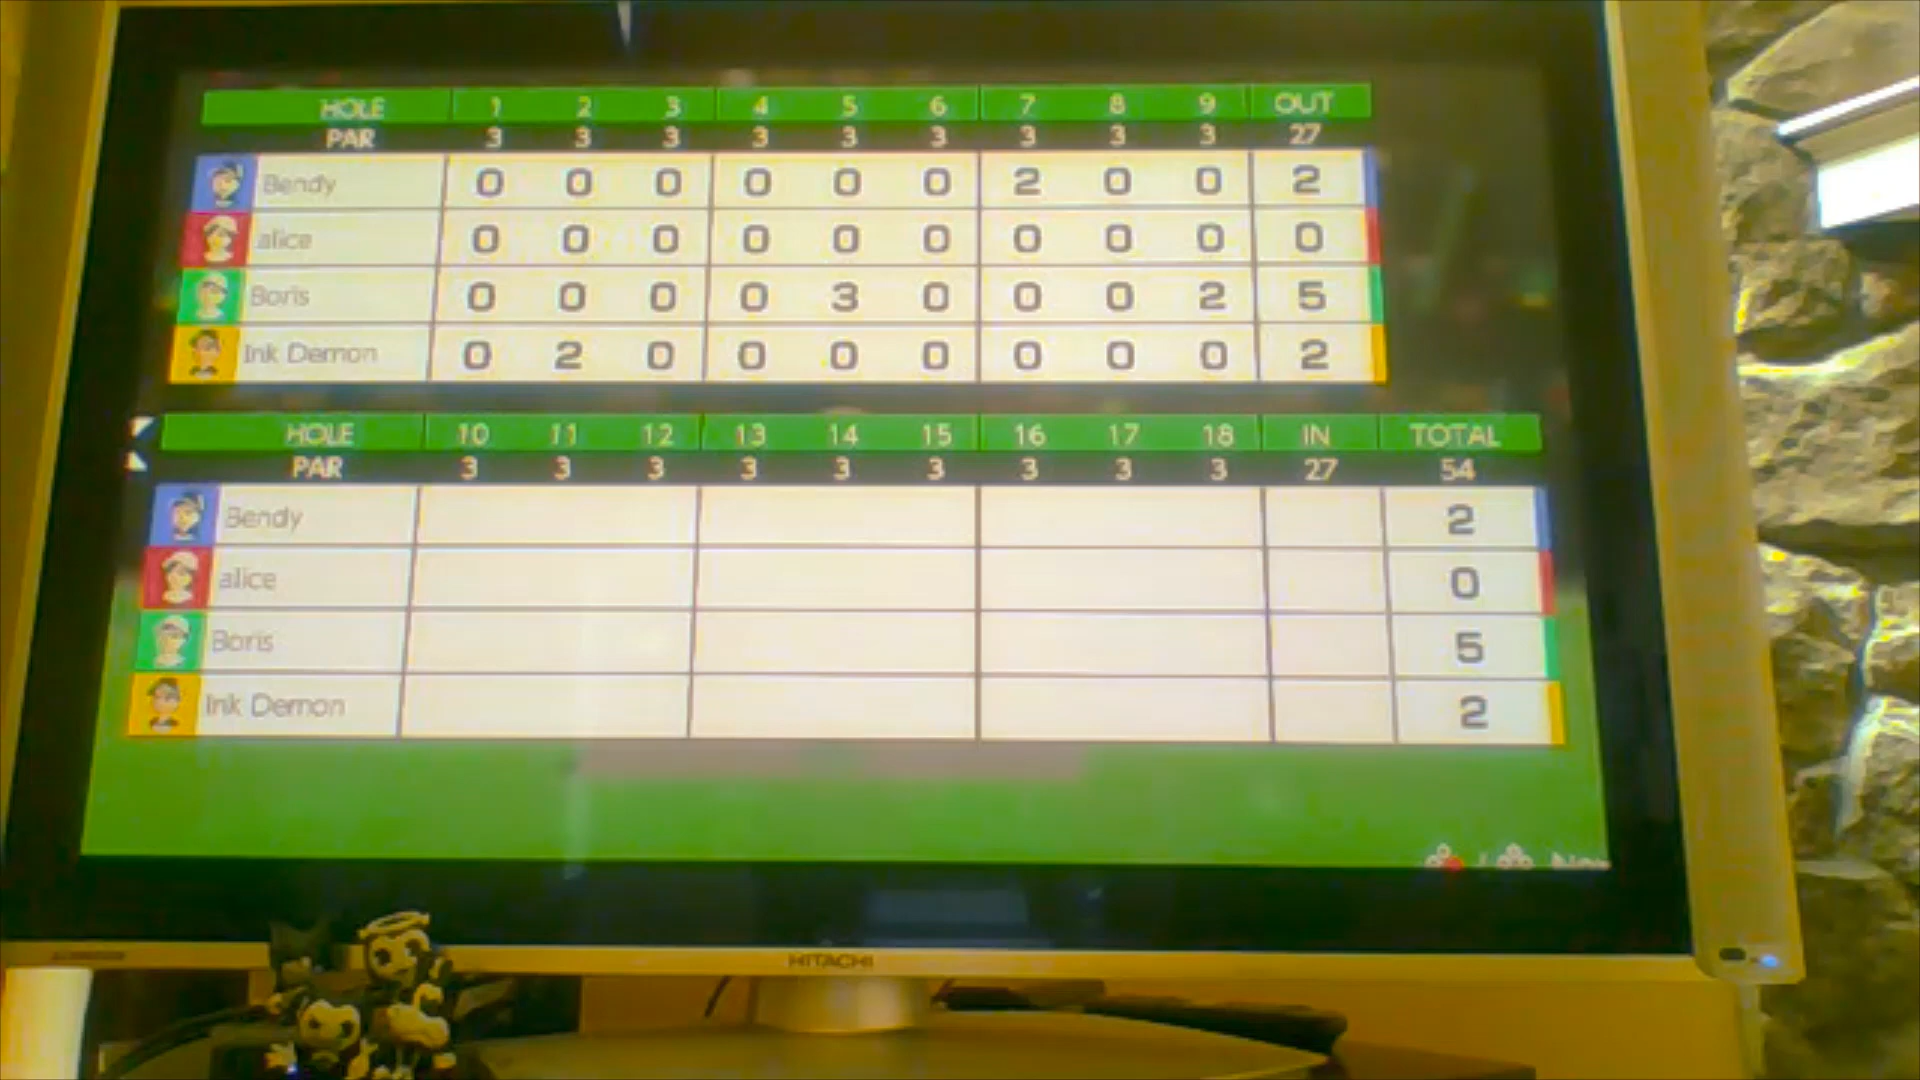 HOLE 1 2 3 4 5 6 7 8 9 OUT
PAR 3 3 3 3 3 3 3 3 3 27
Bendy 0 0 0 0 0 0 2 0 0 2
alice 0 0 0 0 0 0 0 0 0 0
Boris 0 0 0 0 3 0 0 0 2 5
Ink Demon 0 2 0 0 0 0 0 0 0 2
HOLE 10 11 12 13 14 15 16 17 18 IN TOTAL
PAR 3 3 3 3 3 3 3 3 3 27 54
Bendy 2
alice 0
Boris 5
Ink Demon 2
HITACHI